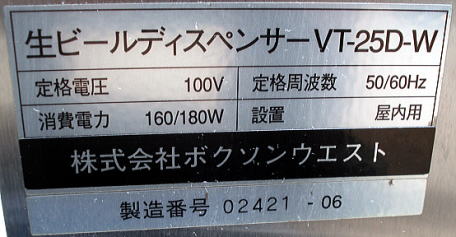 生ビールディスペンサーVT-25D-W
定格電圧 100V 定格周波数 50/60Hz
消費電力 160/180W 設置 屋内用
株式会社ボクソンウエスト
製造番号 02421 - 06